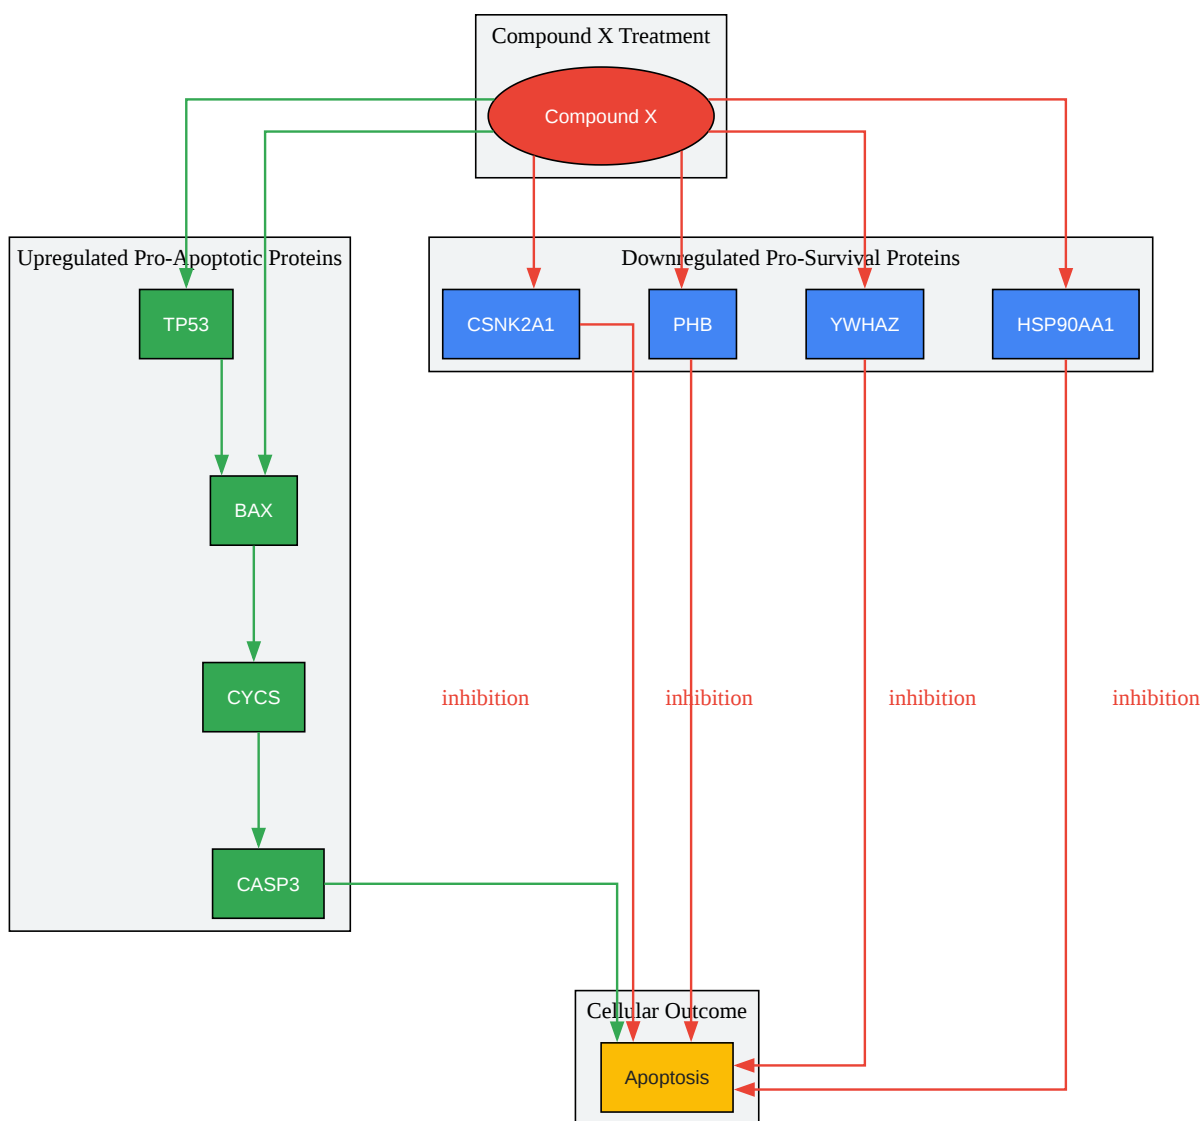 Compound X Treatment
Compound X
Upregulated Pro-Apoptotic Proteins
Downregulated Pro-Survival Proteins
TP53
CSNK2A1
PHB
YWHAZ
HSP90AA1
BAX
CYCS
inhibition
inhibition
inhibition
inhibition
CASP3
Cellular Outcome
Apoptosis